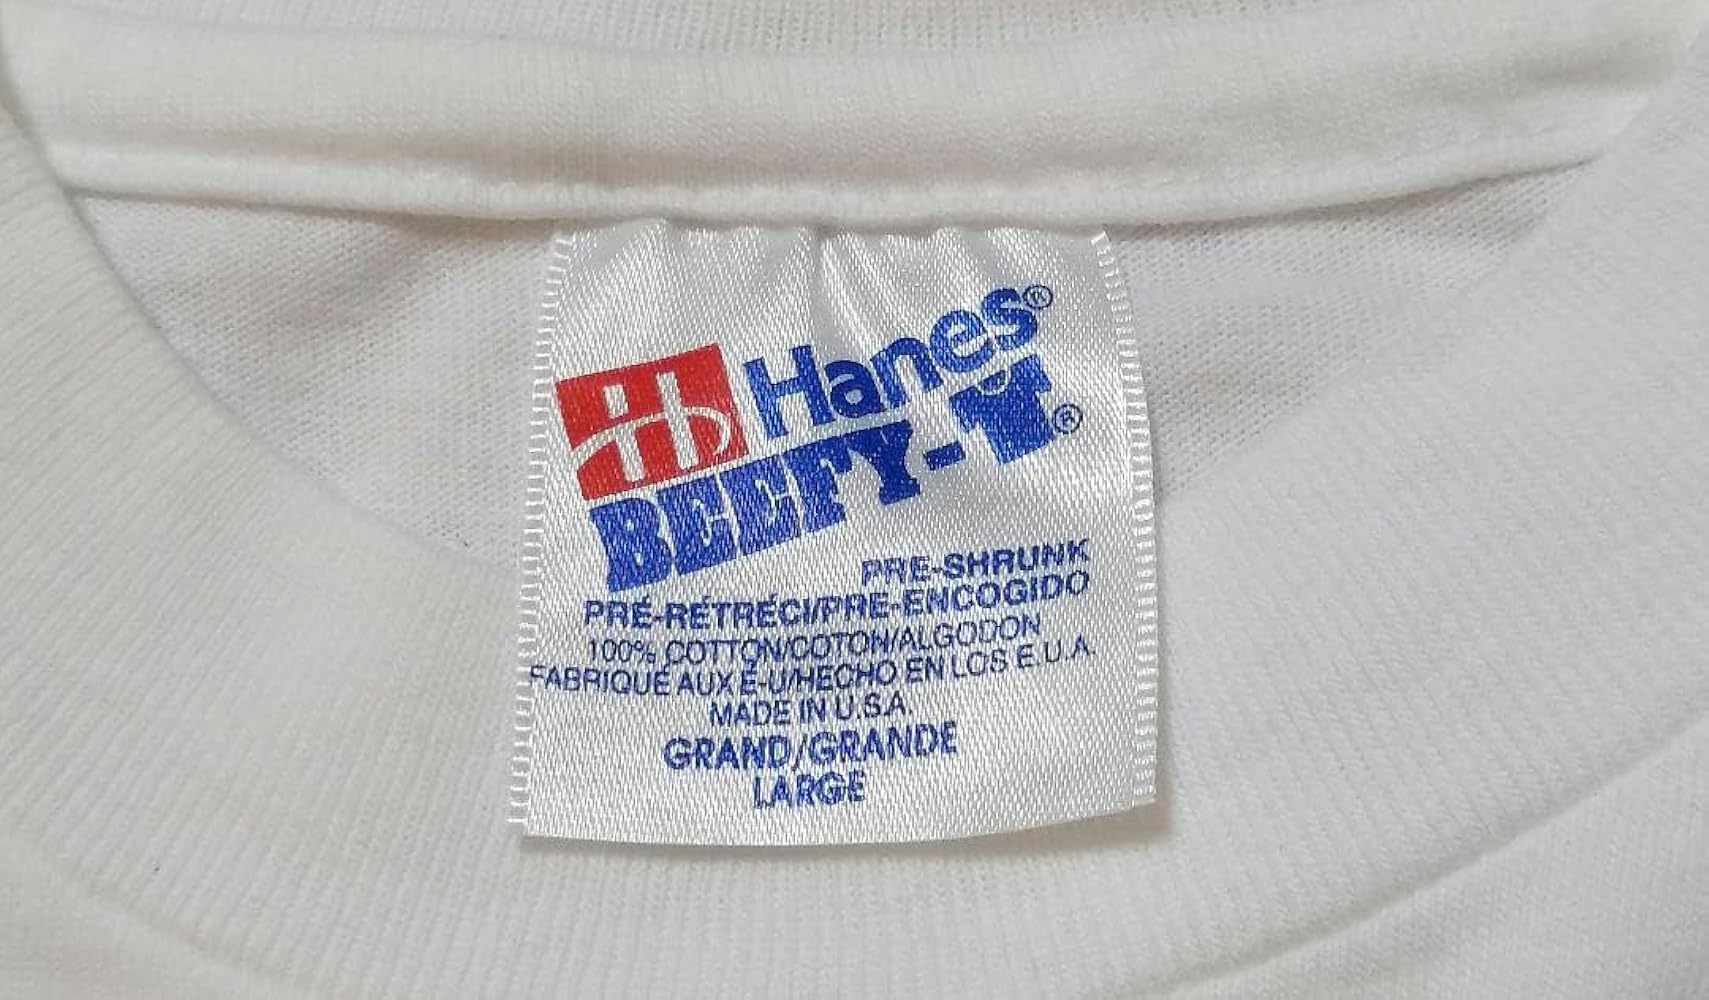 Hanes®
BEEFY-T®
PRE-SHRUNK
PRÉ-RÉTRÉCI/PRE-ENCOGIDO
100% COTTON/COTON/ALGODON
FABRIQUÉ AUX É-U/HECHO EN LOS E.U.A.
MADE IN U.S.A.
GRAND/GRANDE
LARGE